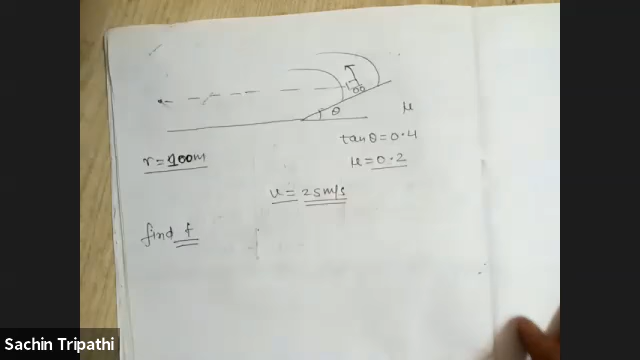 θ
μ
tanθ = 0.4
r = 100m
μ = 0.2
v = 25m/s
find f
Sachin Tripathi